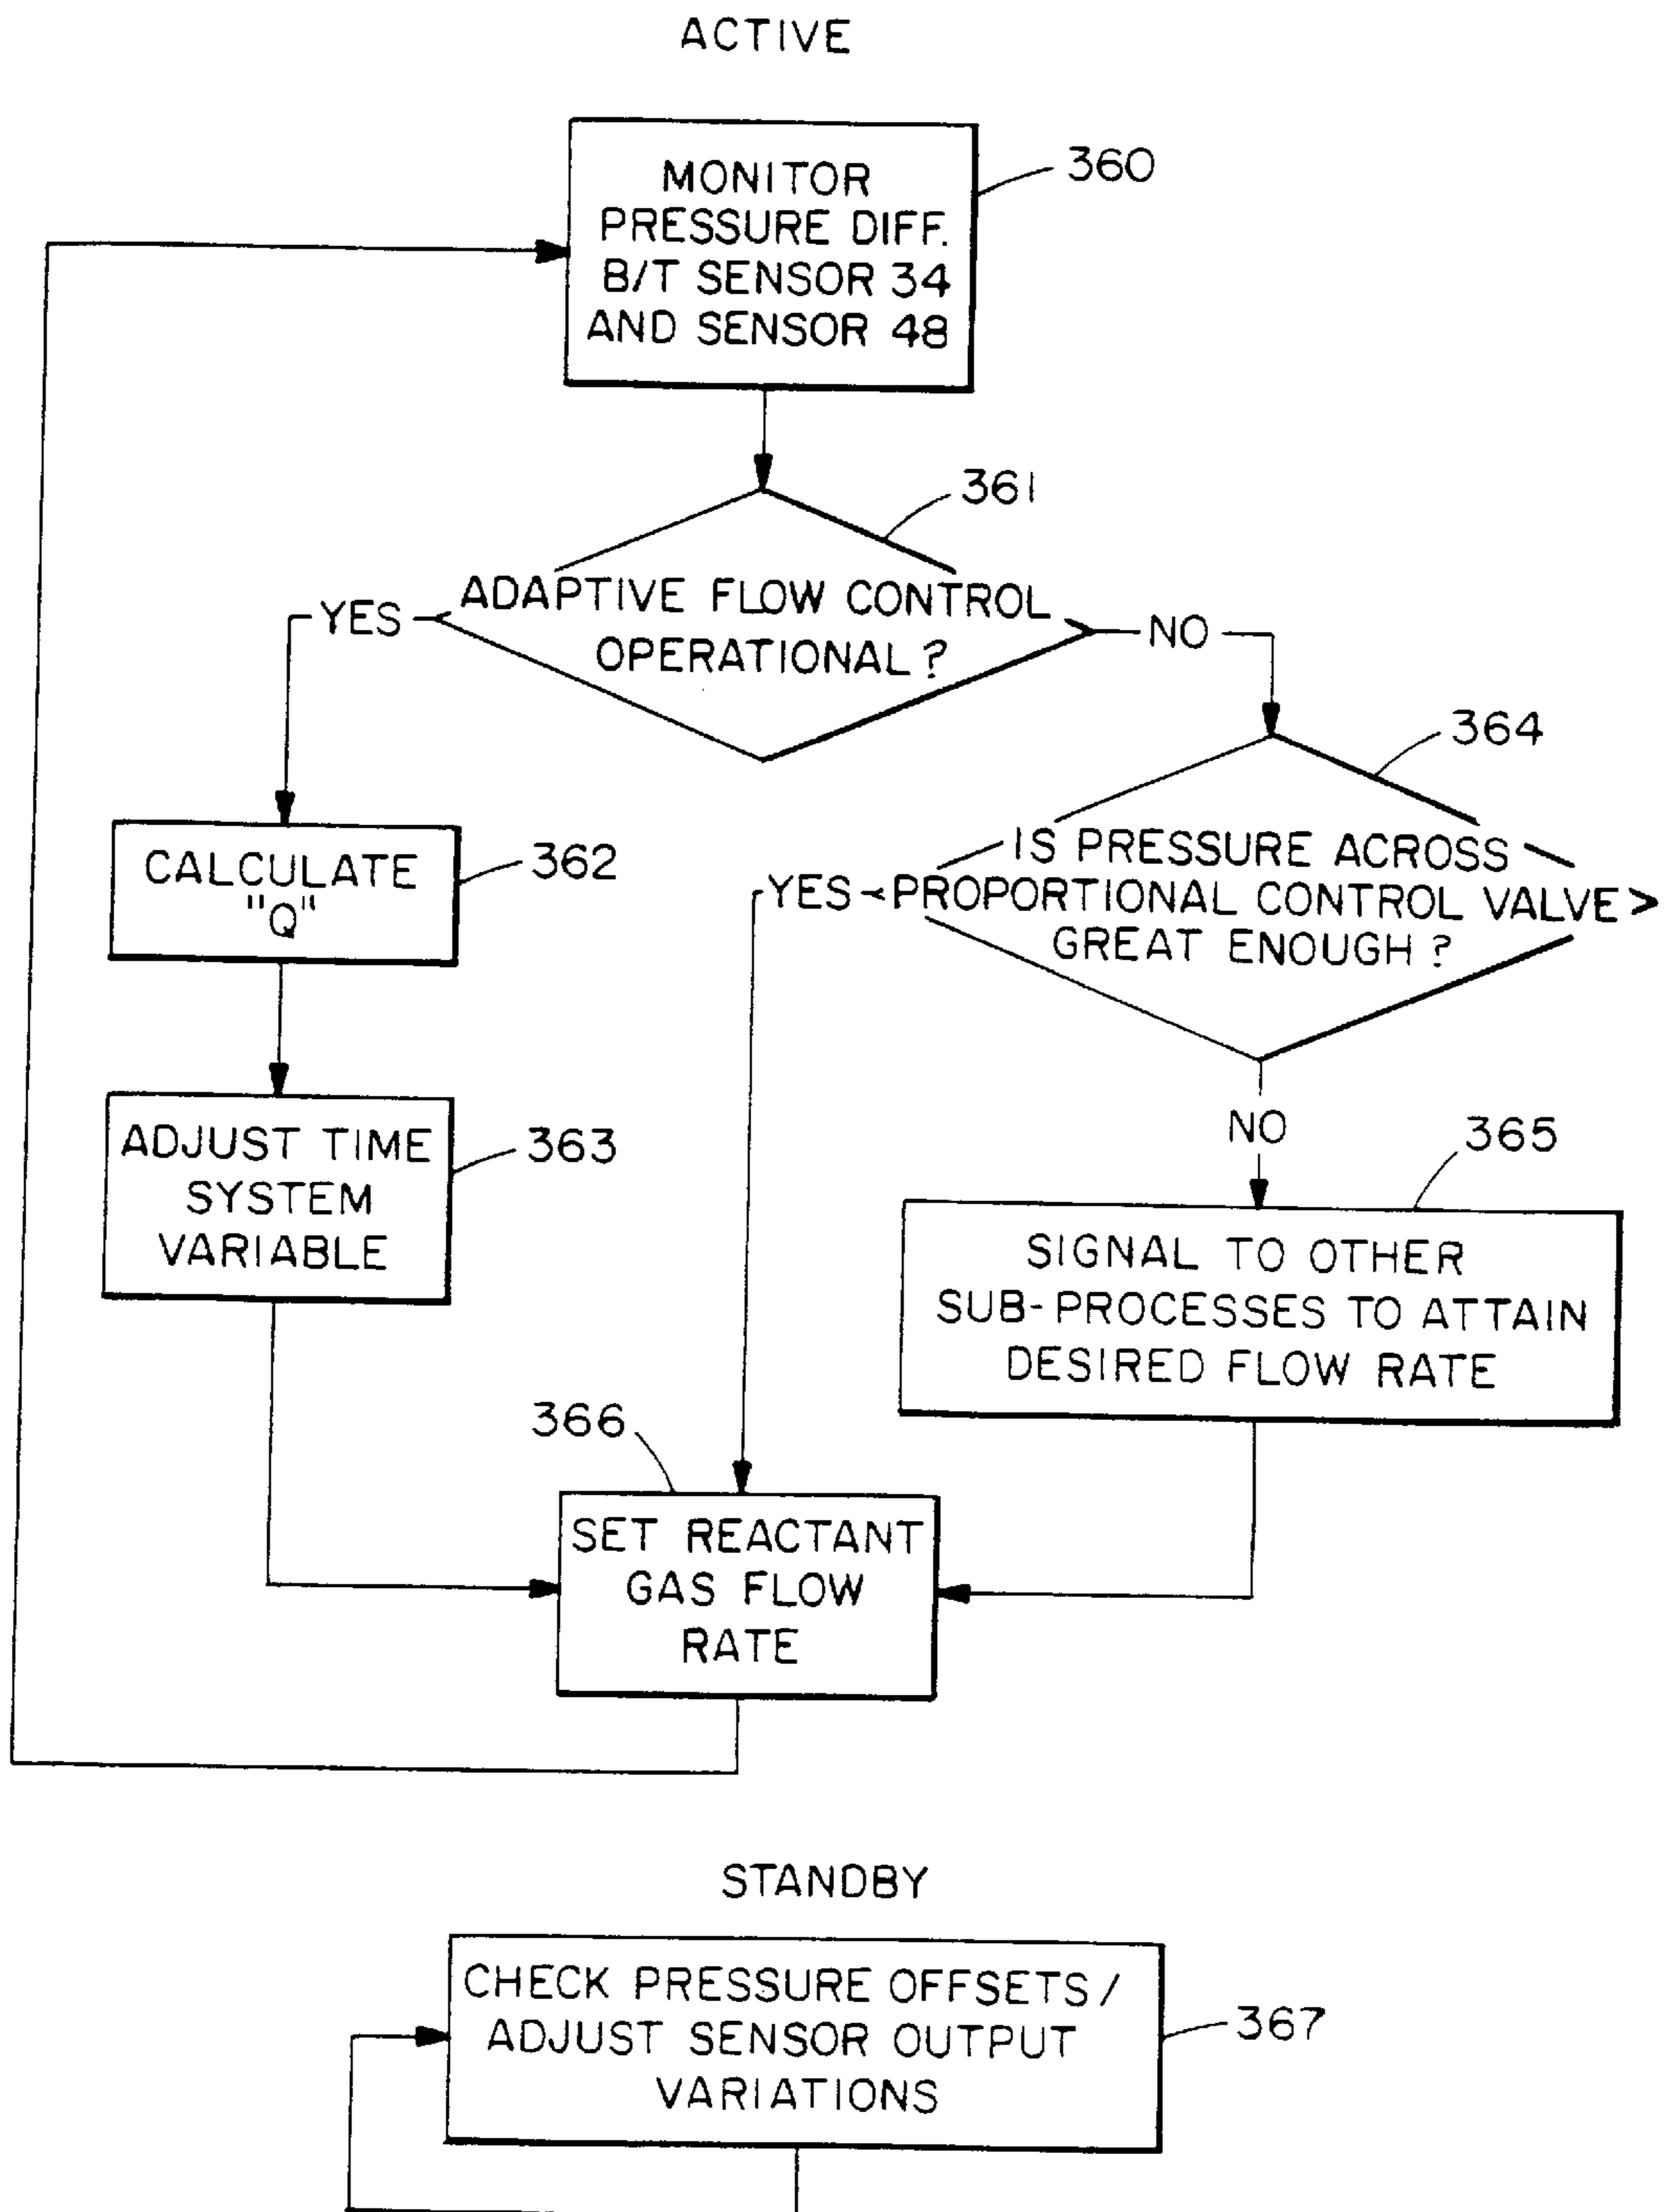 ACTIVE
MONITOR
PRESSURE DIFF.
B/T SENSOR 34
AND SENSOR 48
360
361
ADAPTIVE FLOW CONTROL
OPERATIONAL?
YES
NO
364
IS PRESSURE ACROSS
PROPORTIONAL CONTROL VALVE
GREAT ENOUGH?
YES
CALCULATE
"Q"
362
NO
ADJUST TIME
SYSTEM
VARIABLE
363
365
SIGNAL TO OTHER
SUB-PROCESSES TO ATTAIN
DESIRED FLOW RATE
366
SET REACTANT
GAS FLOW
RATE
STANDBY
CHECK PRESSURE OFFSETS/
ADJUST SENSOR OUTPUT
VARIATIONS
367